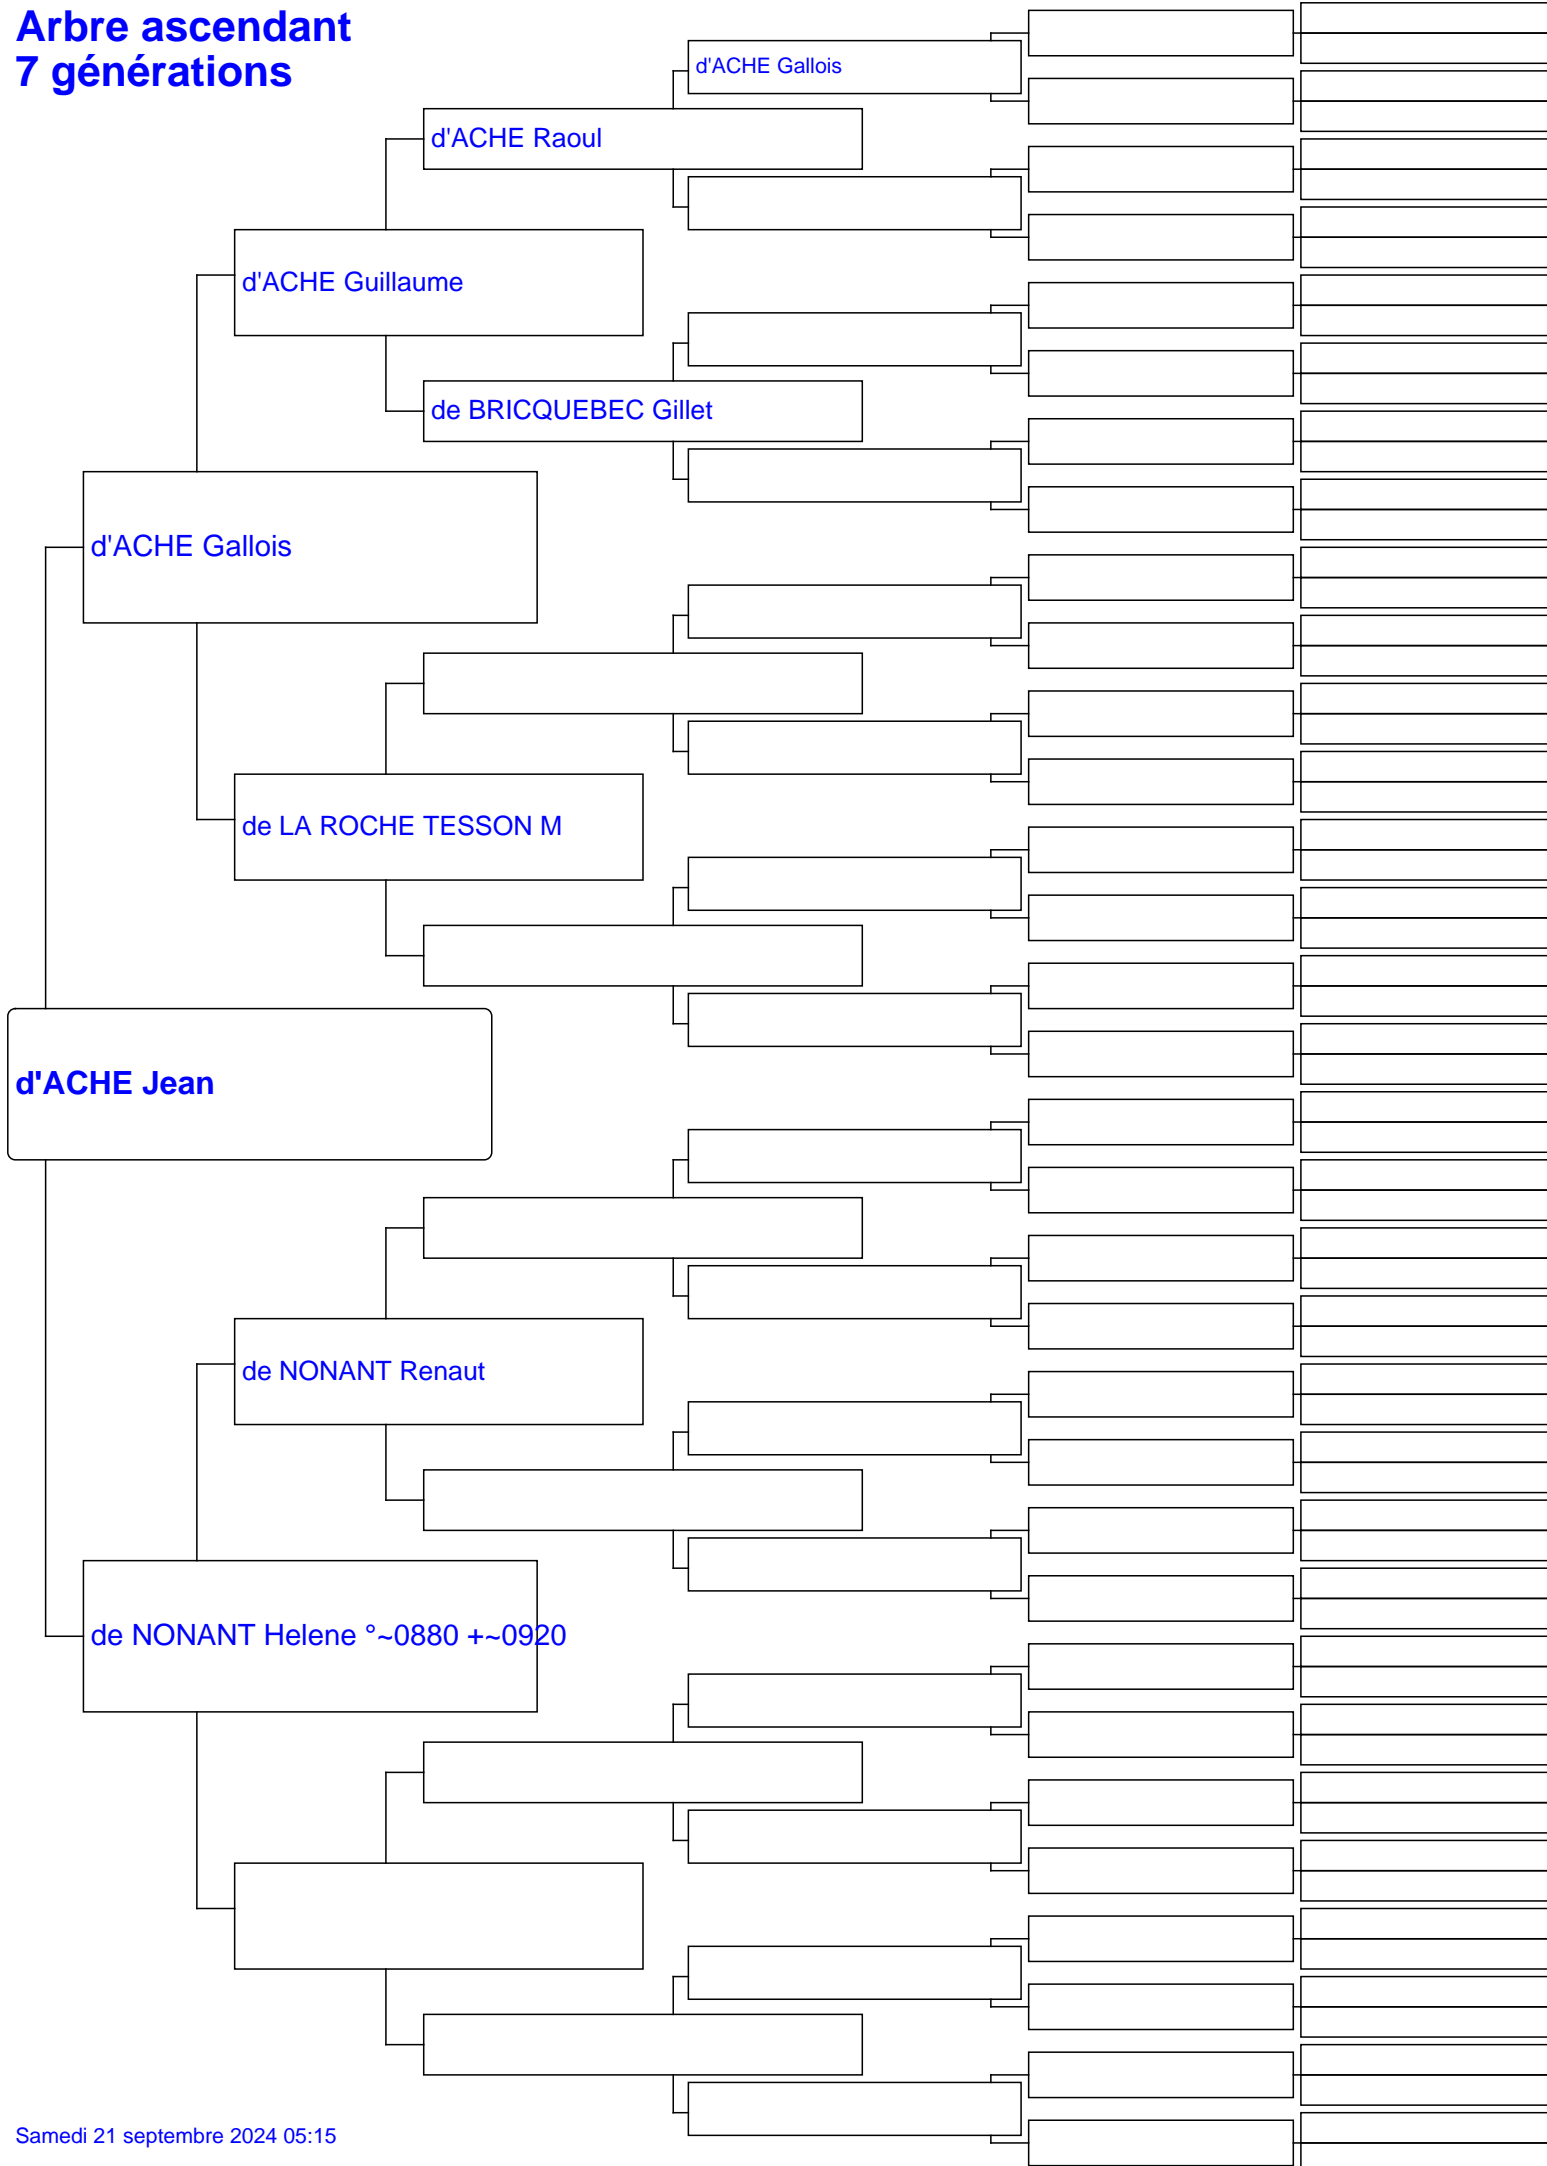 Arbre ascendant
7 générations
d'ACHE Gallois
d'ACHE Raoul
d'ACHE Guillaume
de BRICQUEBEC Gillet
d'ACHE Gallois
de LA ROCHE TESSON M
d'ACHE Jean
de NONANT Renaut
de NONANT Helene °~0880 +~0920
Samedi 21 septembre 2024 05:15